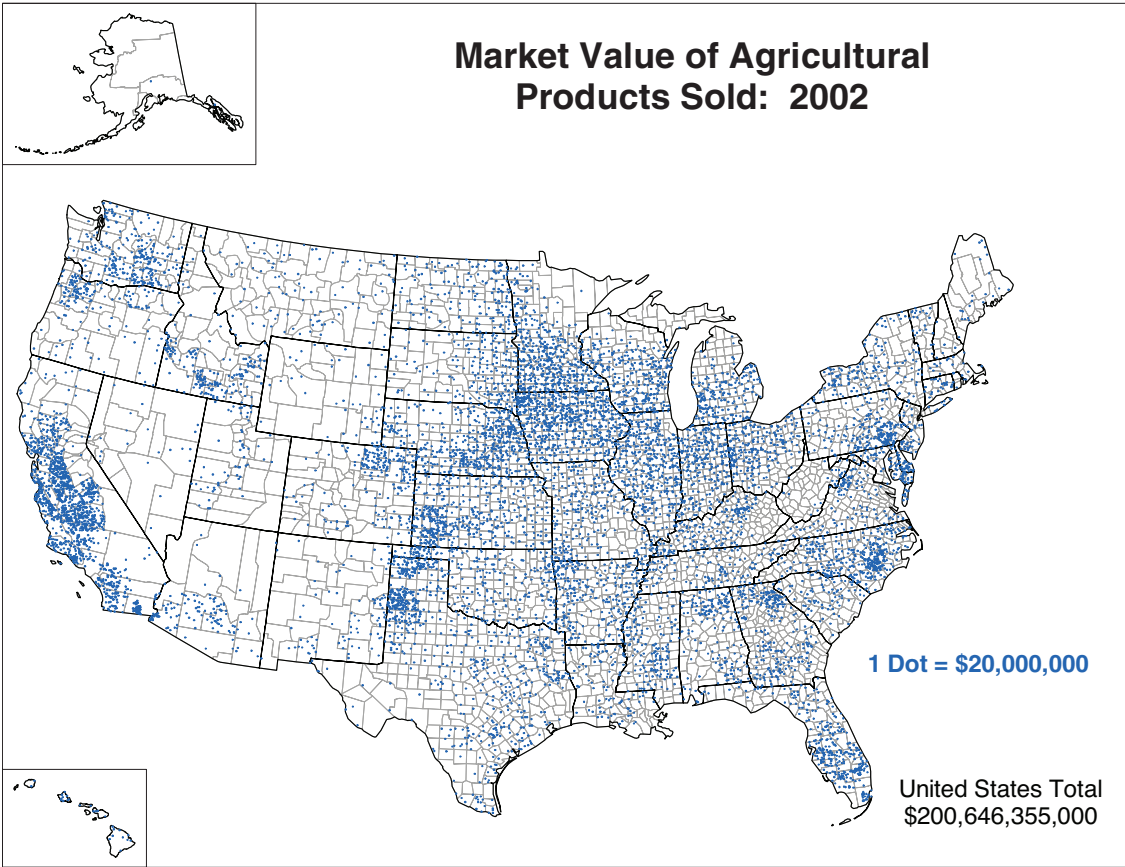 Market Value of Agricultural
Products Sold: 2002
1 Dot = $20,000,000
United States Total
$200,646,355,000